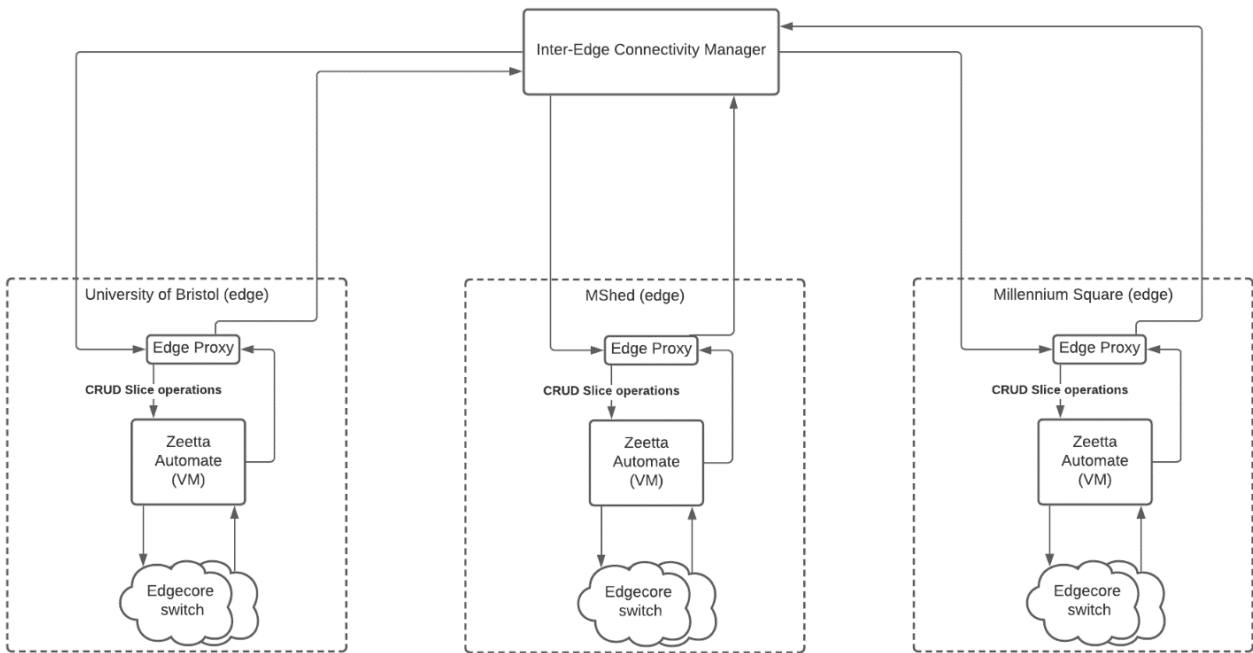 Inter-Edge Connectivity Manager
University of Bristol (edge)
Edge Proxy
CRUD Slice operations
Zeetta
Automate
(VM)
Edgecore
switch
MShed (edge)
Edge Proxy
CRUD Slice operations
Zeetta
Automate
(VM)
Edgecore
switch
Millennium Square (edge)
Edge Proxy
CRUD Slice operations
Zeetta
Automate
(VM)
Edgecore
switch